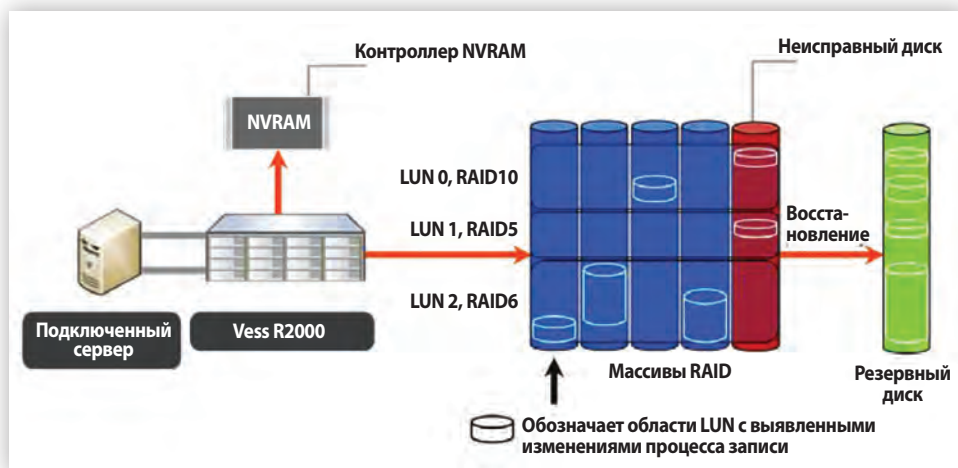 Контроллер NVRAM
Неисправный диск
NVRAM
LUN 0, RAID10
LUN 1, RAID5
LUN 2, RAID6
Восста-
новление
Подключенный
сервер
Vess R2000
Массивы RAID
Резервный
диск
Обозначает области LUN с выявленными
изменениями процесса записи